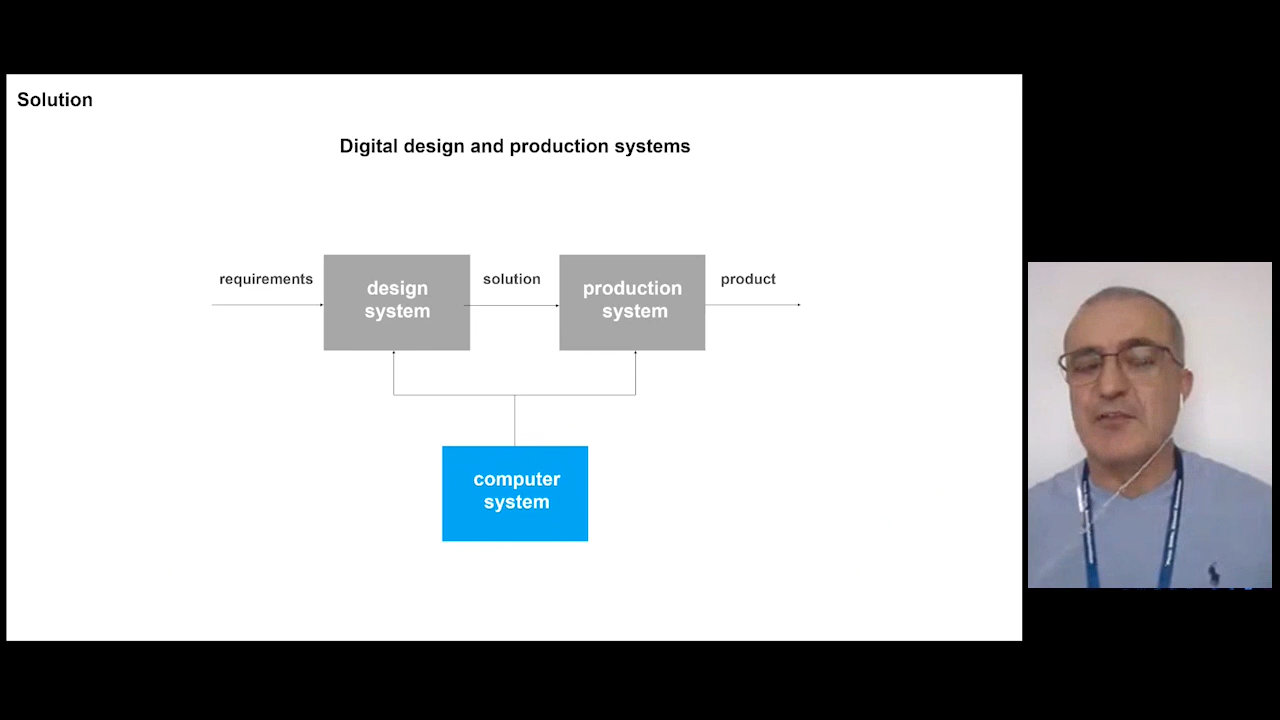 Solution
Digital design and production systems
requirements
design
system
solution
production
system
product
computer
system